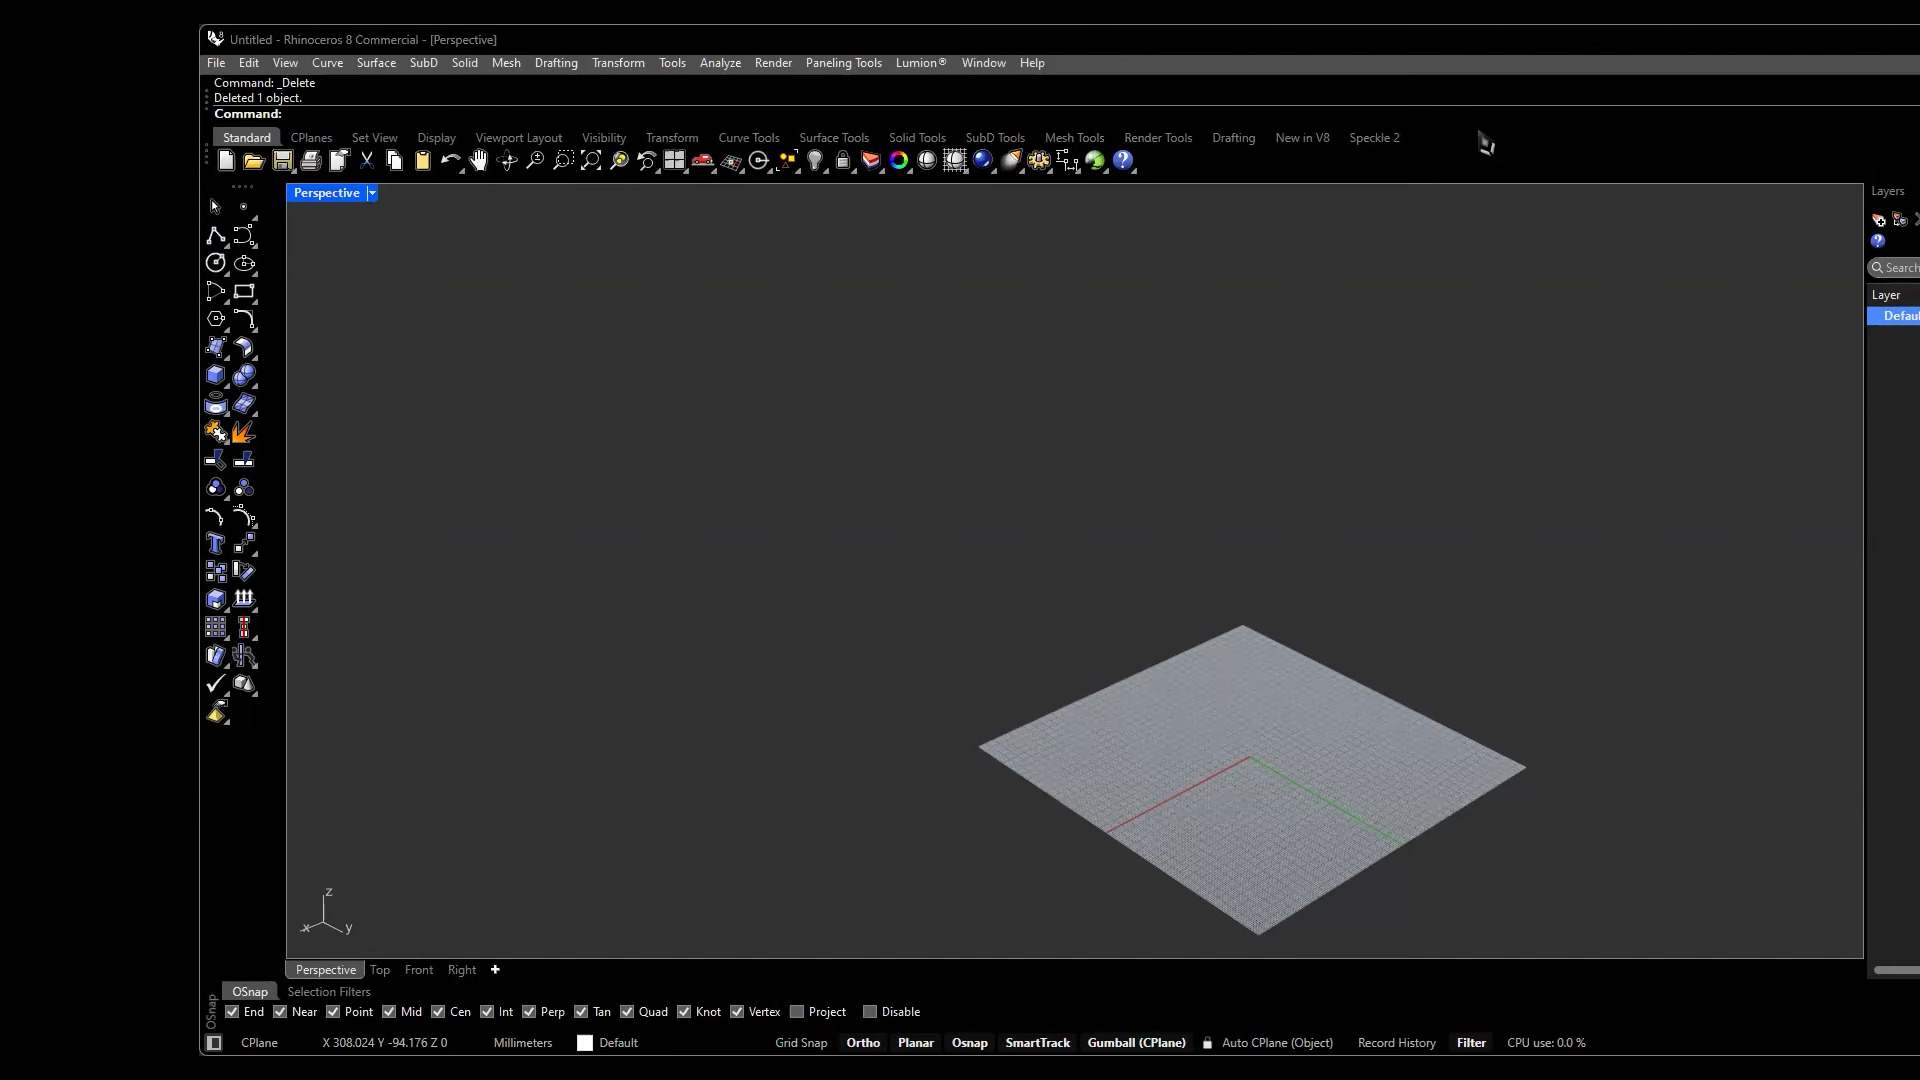 Untitled - Rhinoceros 8 Commercial - [Perspective]
File Edit View Curve Surface SubD Solid Mesh Drafting Transform Tools Analyze Render Paneling Tools Lumion® Window Help
Command: _Delete
Deleted 1 object.
Command:
Standard CPlanes Set View Display Viewport Layout Visibility Transform Curve Tools Surface Tools Solid Tools SubD Tools Mesh Tools Render Tools Drafting New in V8 Speckle 2
Perspective
Layers
Search
Layer
Defaul
z
x y
Perspective Top Front Right
OSnap Selection Filters
OSnap
End Near Point Mid Cen Int Perp Tan Quad Knot Vertex Project Disable
CPlane X 308.024 Y -94.176 Z 0 Millimeters Default Grid Snap Ortho Planar Osnap SmartTrack Gumball (CPlane) Auto CPlane (Object) Record History Filter CPU use: 0.0 %